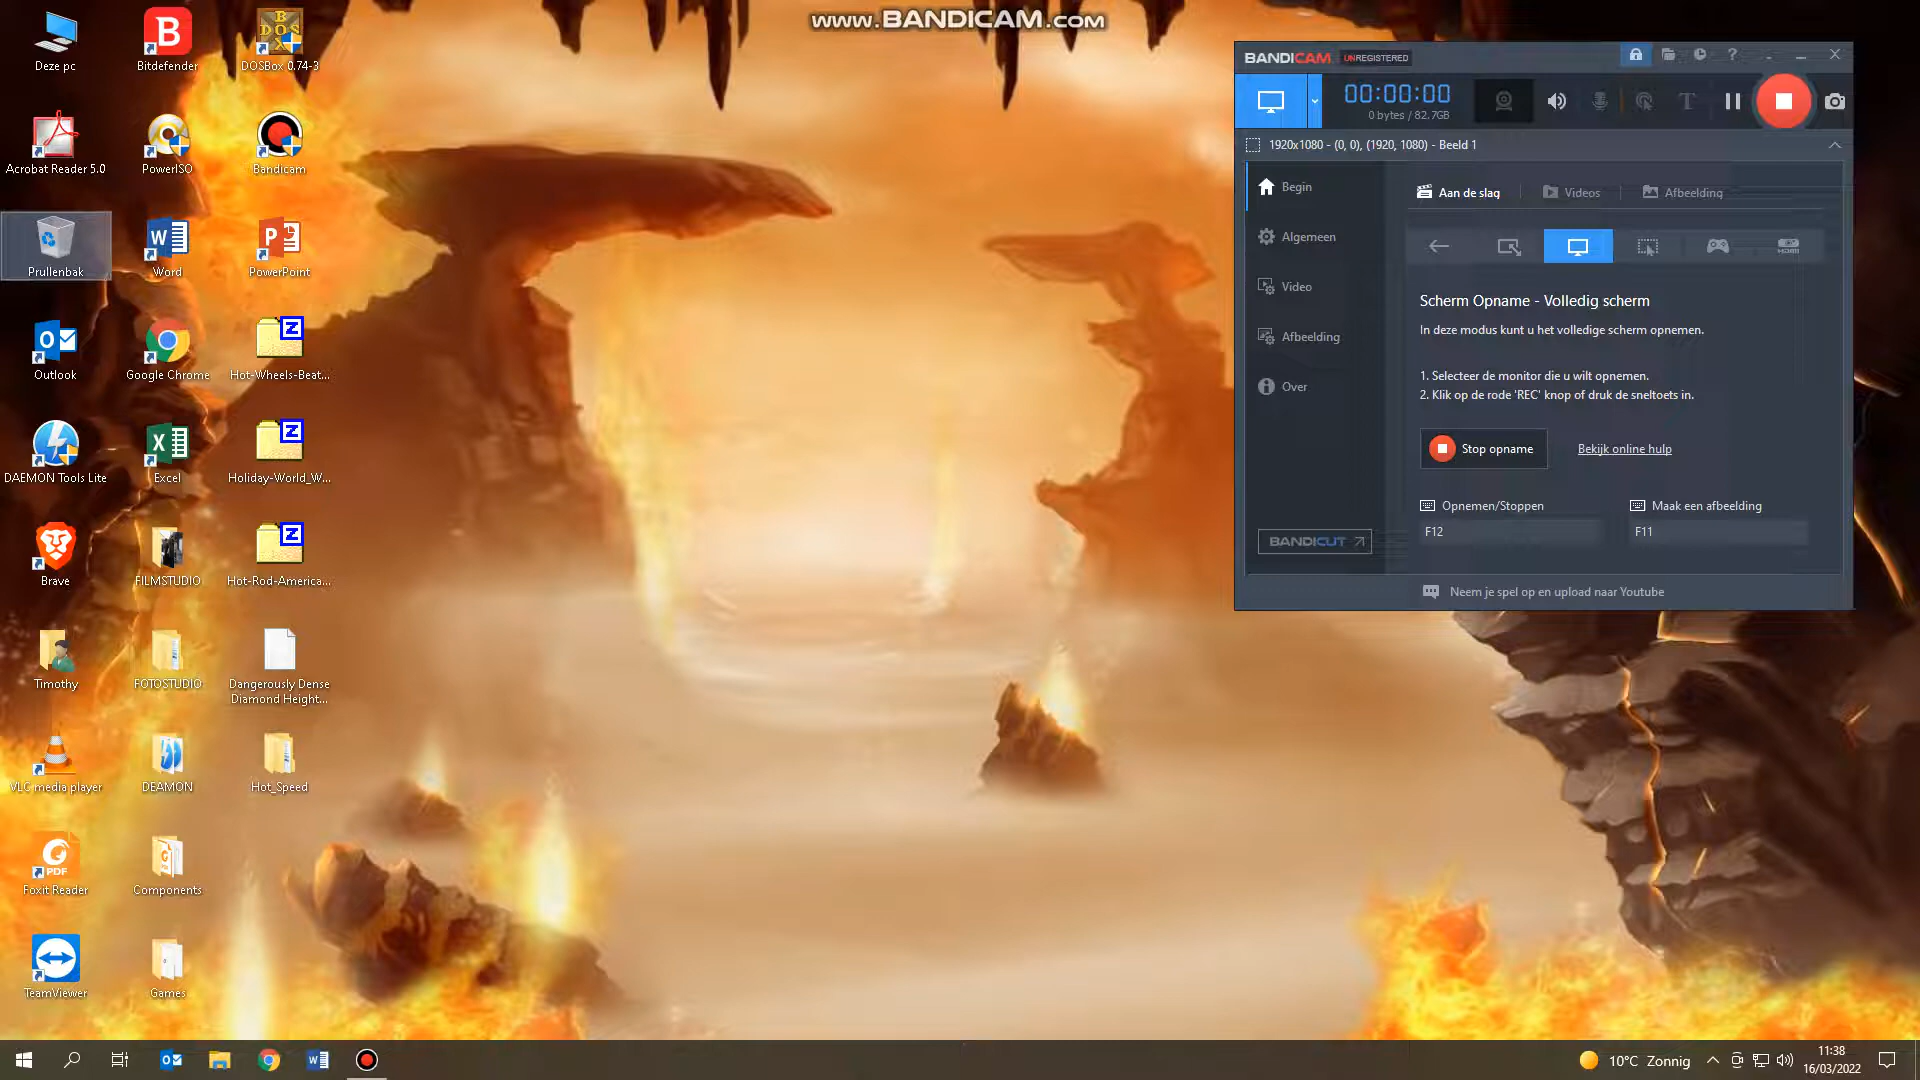 www.BANDICAM.com
Deze pc
Bitdefender
DOSBox 0.74-3
Acrobat Reader 5.0
PowerISO
Bandicam
Prullenbak
Word
PowerPoint
Outlook
Google Chrome
Hot-Wheels-Beat...
DAEMON Tools Lite
Excel
Holiday-World_W...
Brave
FILMSTUDIO
Hot-Rod-America...
Timothy
FOTOSTUDIO
Dangerously Dense
Diamond Height...
VLC media player
DEAMON
Hot_Speed
Foxit Reader
Components
TeamViewer
Games
BANDICAM UNREGISTERED
00:00:00
0 bytes / 82.7GB
1920x1080 - (0, 0), (1920, 1080) - Beeld 1
Begin
Algemeen
Video
Afbeelding
Over
BANDICUT
Aan de slag
Videos
Afbeelding
Scherm Opname - Volledig scherm
In deze modus kunt u het volledige scherm opnemen.
1. Selecteer de monitor die u wilt opnemen.
2. Klik op de rode 'REC' knop of druk de sneltoets in.
Stop opname
Bekijk online hulp
Opnemen/Stoppen
Maak een afbeelding
F12
F11
Neem je spel op en upload naar Youtube
10°C Zonnig
11:38
16/03/2022